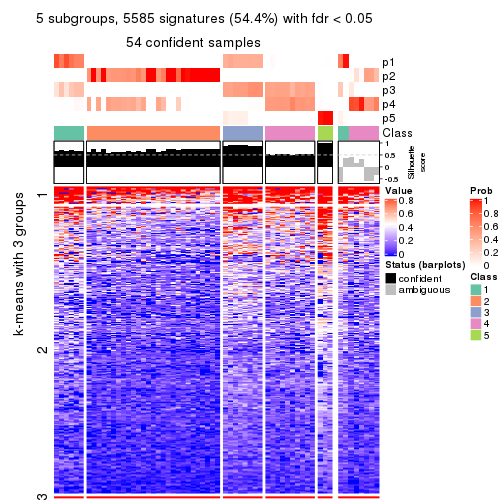 5 subgroups, 5585 signatures (54.4%) with fdr < 0.05
54 confident samples
p1
p2
p3
p4
p5
Class
1
0.5
0
-0.5
Silhouette
score
k-means with 3 groups
1
2
3
Value
0.8
0.6
0.4
0.2
0
Status (barplots)
confident
ambiguous
Prob
1
0.8
0.6
0.4
0.2
0
Class
1
2
3
4
5